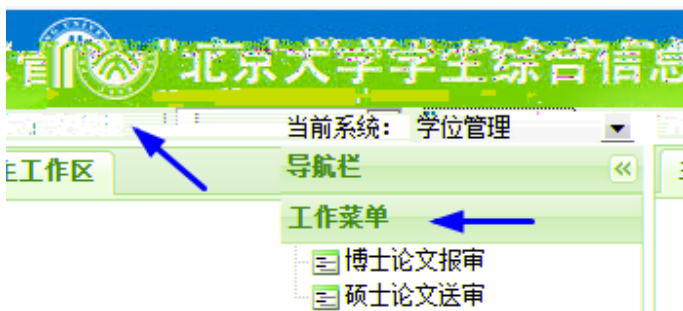 北京大学学生综合信息
当前系统： 学位管理
主工作区
导航栏
工作菜单
博士论文报审
硕士论文送审